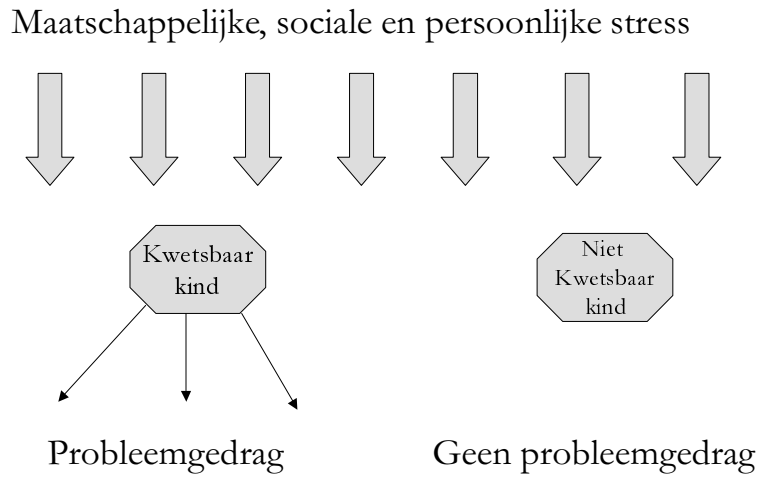 Maatschappelijke, sociale en persoonlijke stress
Kwetsbaar
kind
Niet
Kwetsbaar
kind
Probleemgedrag
Geen probleemgedrag